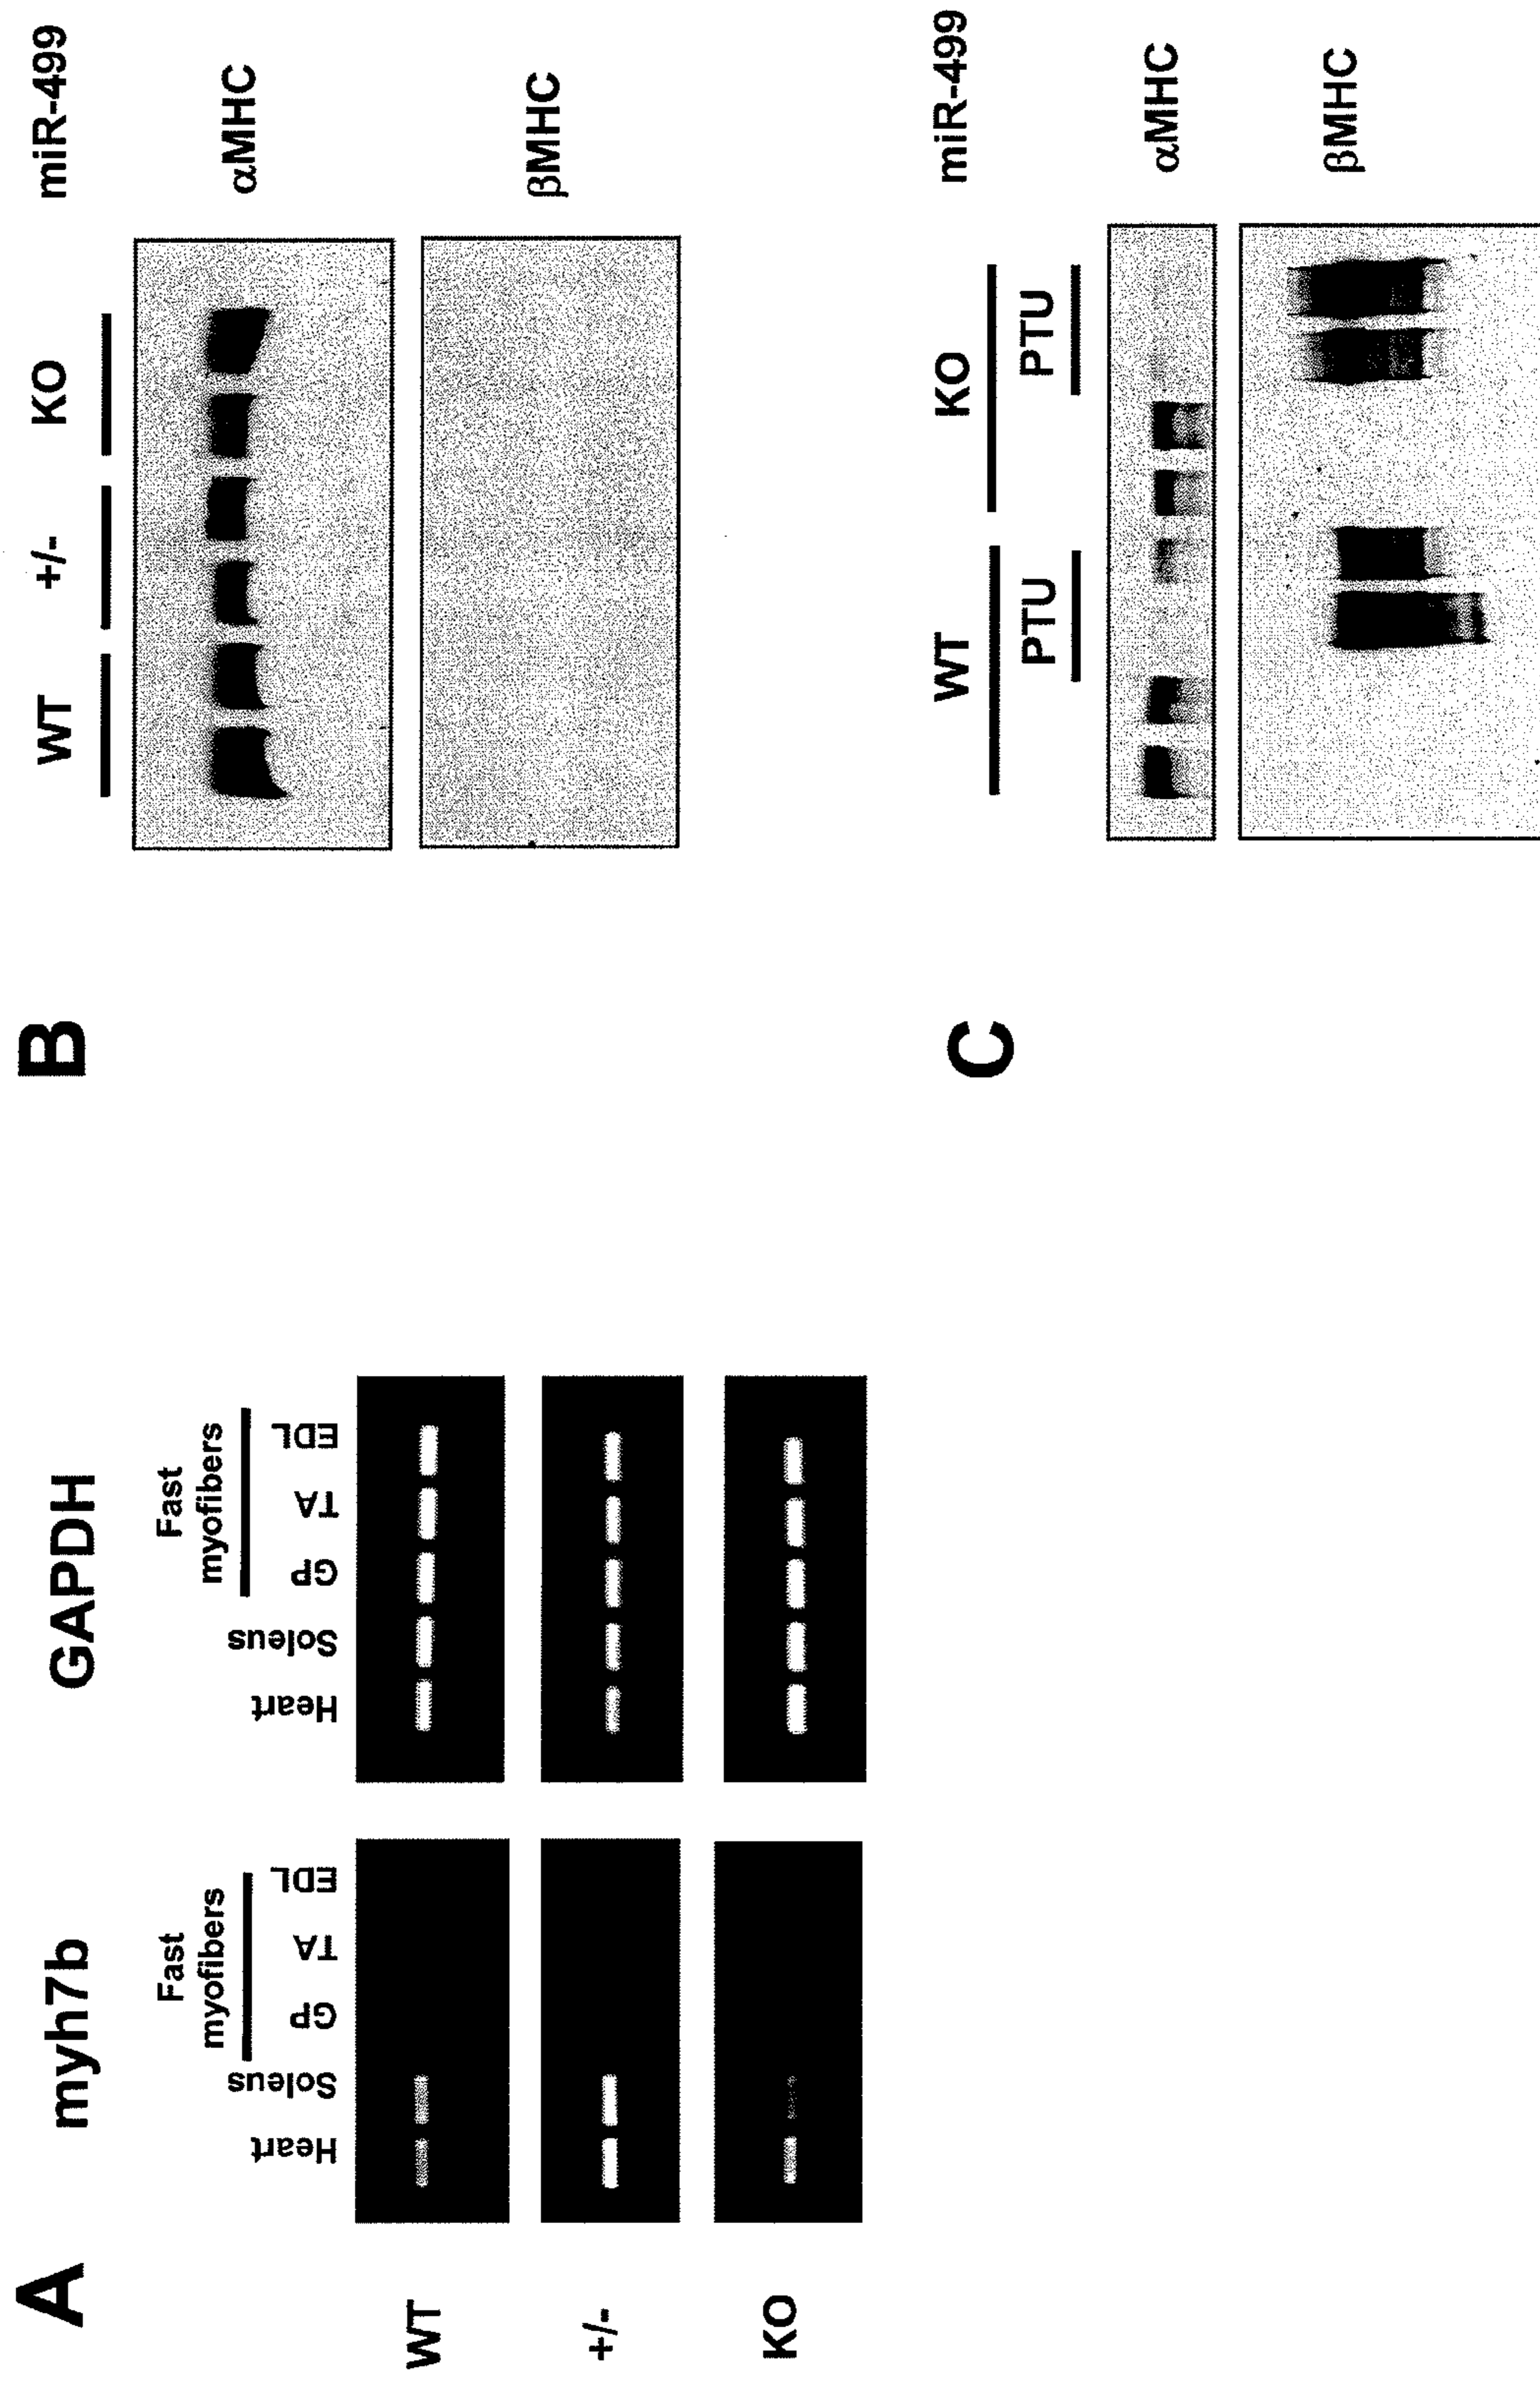 A
myh7b
GAPDH
Fast
myofibers
Fast
myofibers
Heart
Soleus
GP
TA
EDL
Heart
Soleus
GP
TA
EDL
WT
+/-
KO
B
WT
+/-
KO
miR-499
αMHC
βMHC
C
WT
KO
miR-499
PTU
PTU
αMHC
βMHC